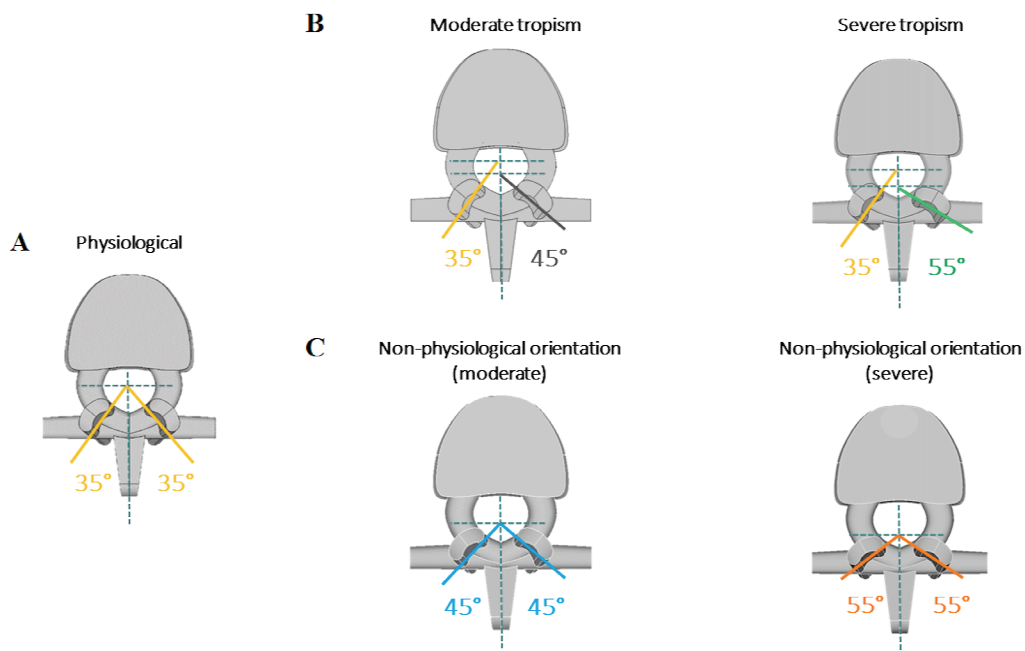 B
Moderate tropism
Severe tropism
35°
45°
35°
55°
A
Physiological
35°
35°
C
Non-physiological orientation
(moderate)
45°
45°
Non-physiological orientation
(severe)
55°
55°